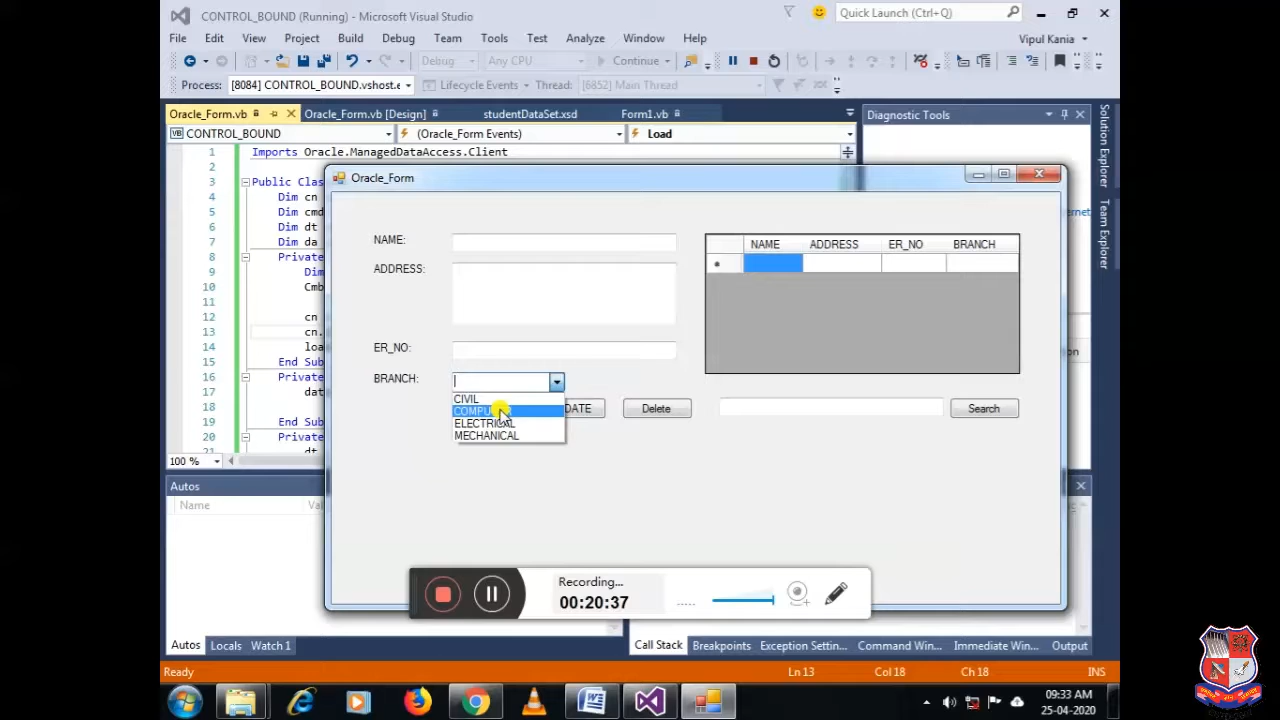 CONTROL_BOUND (Running) - Microsoft Visual Studio
Quick Launch (Ctrl+Q)
File Edit View Project Build Debug Team Tools Test Analyze Window Help
Vipul Kania
Debug Any CPU Continue
Process: [8084] CONTROL_BOUND.vshost.e Lifecycle Events Thread: [6852] Main Thread
Oracle_Form.vb Oracle_Form.vb [Design] studentDataSet.xsd Form1.vb
Diagnostic Tools
Solution Explorer
Team Explorer
CONTROL_BOUND (Oracle_Form Events) Load
1 Imports Oracle.ManagedDataAccess.Client
2
3 Public Clas
4 Dim cn
5 Dim cmd
6 Dim dt
7 Dim da
8 Private
9 Dim
10 Cmb
11
12 cn
13 cn.
14 loa
15 End Sub
16 Private
17 dat
18
19 End Sub
20 Private
21 dt
100 %
Oracle_Form
NAME:
ADDRESS:
ER_NO:
BRANCH:
CIVIL
ELECTRICAL
MECHANICAL
DATE
Delete
NAME ADDRESS ER_NO BRANCH
Search
Autos
Name
Recording...
00:20:37
Autos Locals Watch 1
Call Stack Breakpoints Exception Settin... Command Win... Immediate Win... Output
Ready Ln 13 Col 18 Ch 18 INS
09:33 AM
25-04-2020